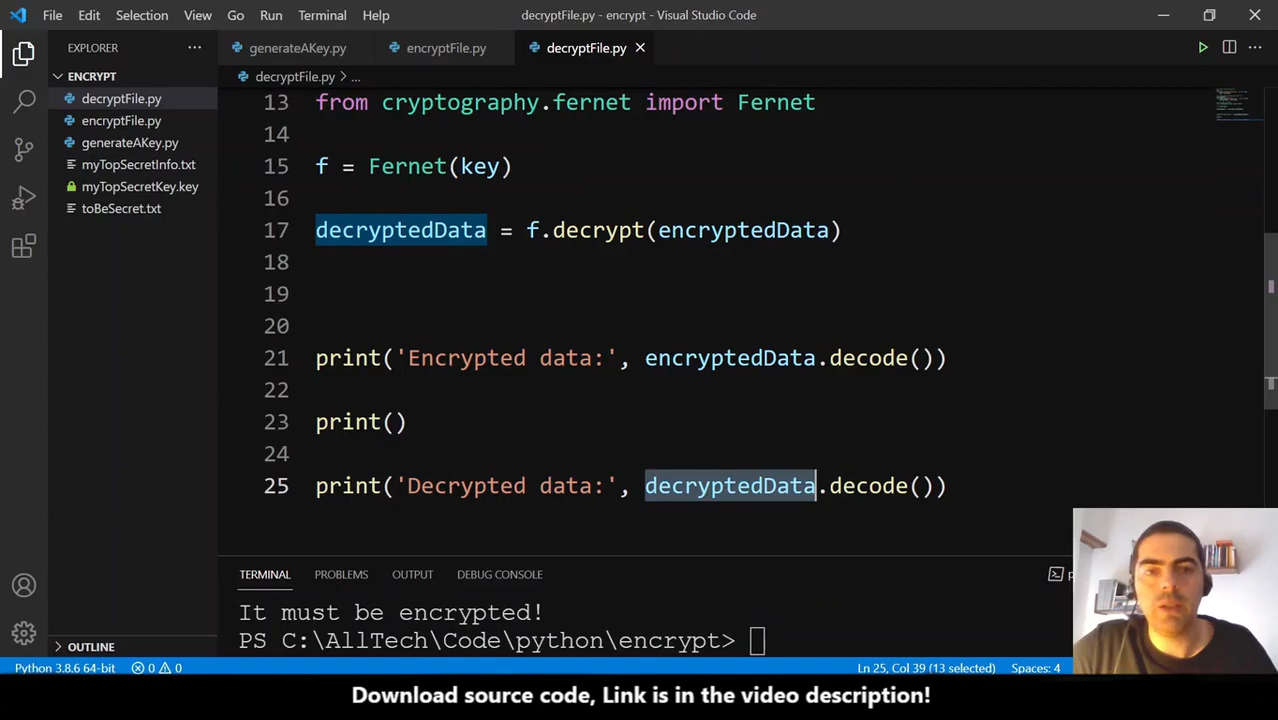 File Edit Selection View Go Run Terminal Help decryptFile.py - encrypt - Visual Studio Code
EXPLORER ... generateAKey.py encryptFile.py decryptFile.py
ENCRYPT decryptFile.py > ...
decryptFile.py
encryptFile.py
generateAKey.py
myTopSecretInfo.txt
myTopSecretKey.key
toBeSecret.txt
13 from cryptography.fernet import Fernet
14
15 f = Fernet(key)
16
17 decryptedData = f.decrypt(encryptedData)
18
19
20
21 print('Encrypted data:', encryptedData.decode())
22
23 print()
24
25 print('Decrypted data:', decryptedData.decode())
TERMINAL PROBLEMS OUTPUT DEBUG CONSOLE
It must be encrypted!
PS C:\AllTech\Code\python\encrypt>
OUTLINE
Python 3.8.6 64-bit 0 0 Ln 25, Col 39 (13 selected) Spaces: 4
Download source code, Link is in the video description!